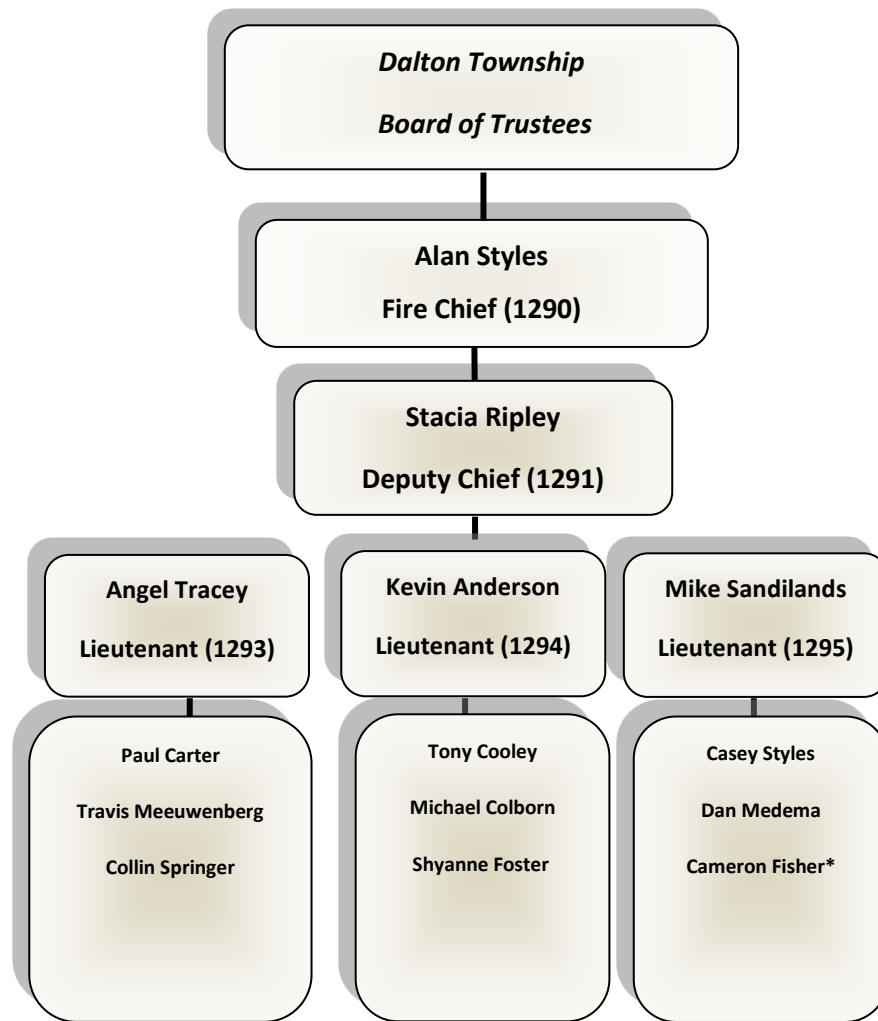 Dalton Township
Board of Trustees
Alan Styles
Fire Chief (1290)
Stacia Ripley
Deputy Chief (1291)
Angel Tracey
Lieutenant (1293)
Kevin Anderson
Lieutenant (1294)
Mike Sandilands
Lieutenant (1295)
Paul Carter
Travis Meeuwenberg
Collin Springer
Tony Cooley
Michael Colborn
Shyanne Foster
Casey Styles
Dan Medema
Cameron Fisher*